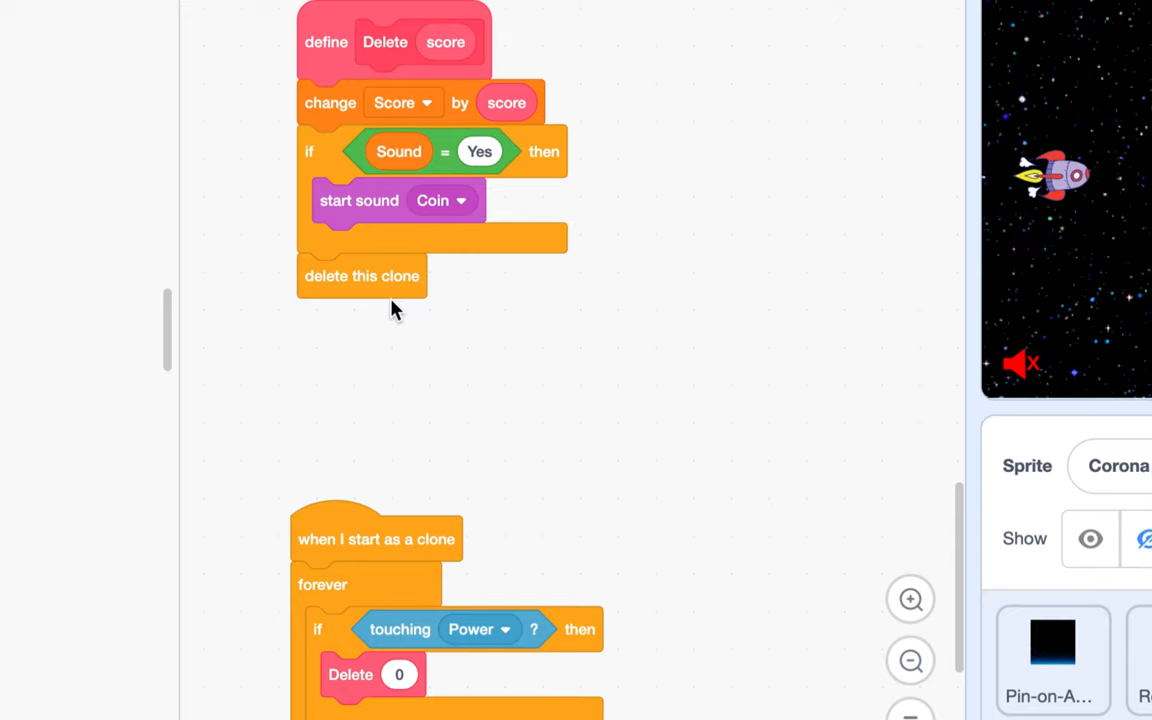 define Delete score
change Score by score
if Sound = Yes then
start sound Coin
delete this clone
when I start as a clone
forever
if touching Power ? then
Delete 0
Sprite Corona
Show
Pin-on-A...